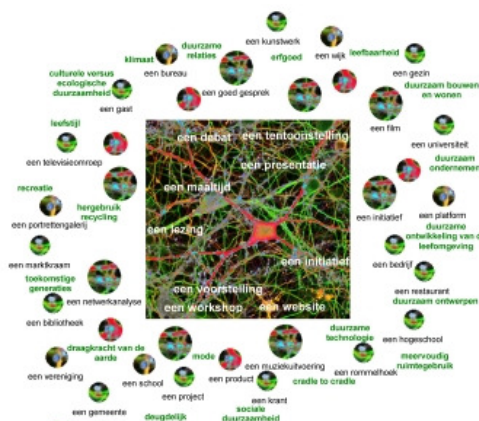 een kunstwerk
duurzame
relaties
klimaat
een bureau
erfgoed
een wijk
leefbaarheid
een gezin
culturele versus
ecologische
duurzaamheid
een gast
een goed gesprek
een film
duurzaam bouwen
en wonen
leefstijl
een televisieomroep
een debat
een tentoonstelling
een presentatie
een universiteit
duurzaam
ondernemen
recreatie
een portrettengalerij
hergebruik
recycling
een maaltijd
een initiatief
een platform
een lezing
duurzame
ontwikkeling van de
leefomgeving
een marktkraam
een initiatief
een bedrijf
toekomstige
generaties
een netwerkanalyse
een voorstelling
een restaurant
een bibliotheek
een workshop
een website
duurzaam ontwerpen
draagkracht van de
aarde
duurzame
technologie
een hogeschool
een vereniging
een school
mode
een product
een muziekuitvoering
een rommelhoek
meervoudig
ruimtegebruik
een gemeente
een project
cradle to cradle
een krant
deugdelijk
sociale
duurzaamheid